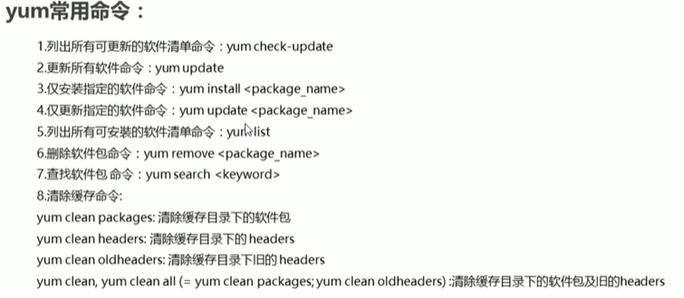 yum常用命令：
1.列出所有可更新的软件清单命令：yum check-update
2.更新所有软件命令：yum update
3.仅安装指定的软件命令：yum install <package_name>
4.仅更新指定的软件命令：yum update <package_name>
5.列出所有可安装的软件清单命令：yum list
6.删除软件包命令：yum remove <package_name>
7.查找软件包 命令：yum search <keyword>
8.清除缓存命令:
yum clean packages: 清除缓存目录下的软件包
yum clean headers: 清除缓存目录下的 headers
yum clean oldheaders: 清除缓存目录下旧的 headers
yum clean, yum clean all (= yum clean packages; yum clean oldheaders) :清除缓存目录下的软件包及旧的headers